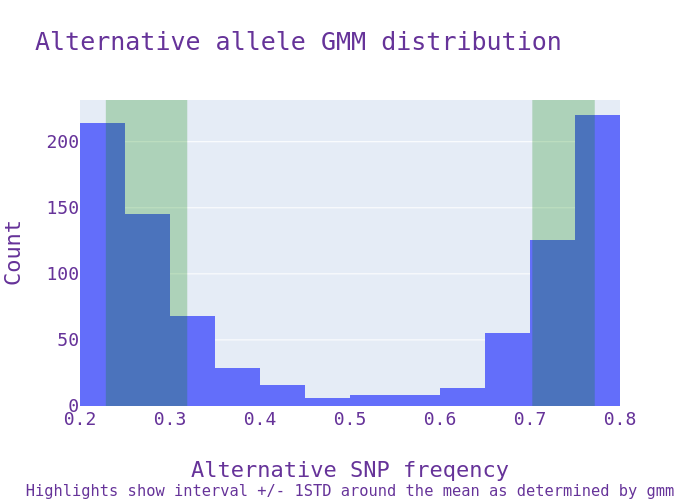 Alternative allele GMM distribution
200
150
100
50
0
Count
0.2 0.3 0.4 0.5 0.6 0.7 0.8
Alternative SNP freqency
Highlights show interval +/- 1STD around the mean as determined by gmm